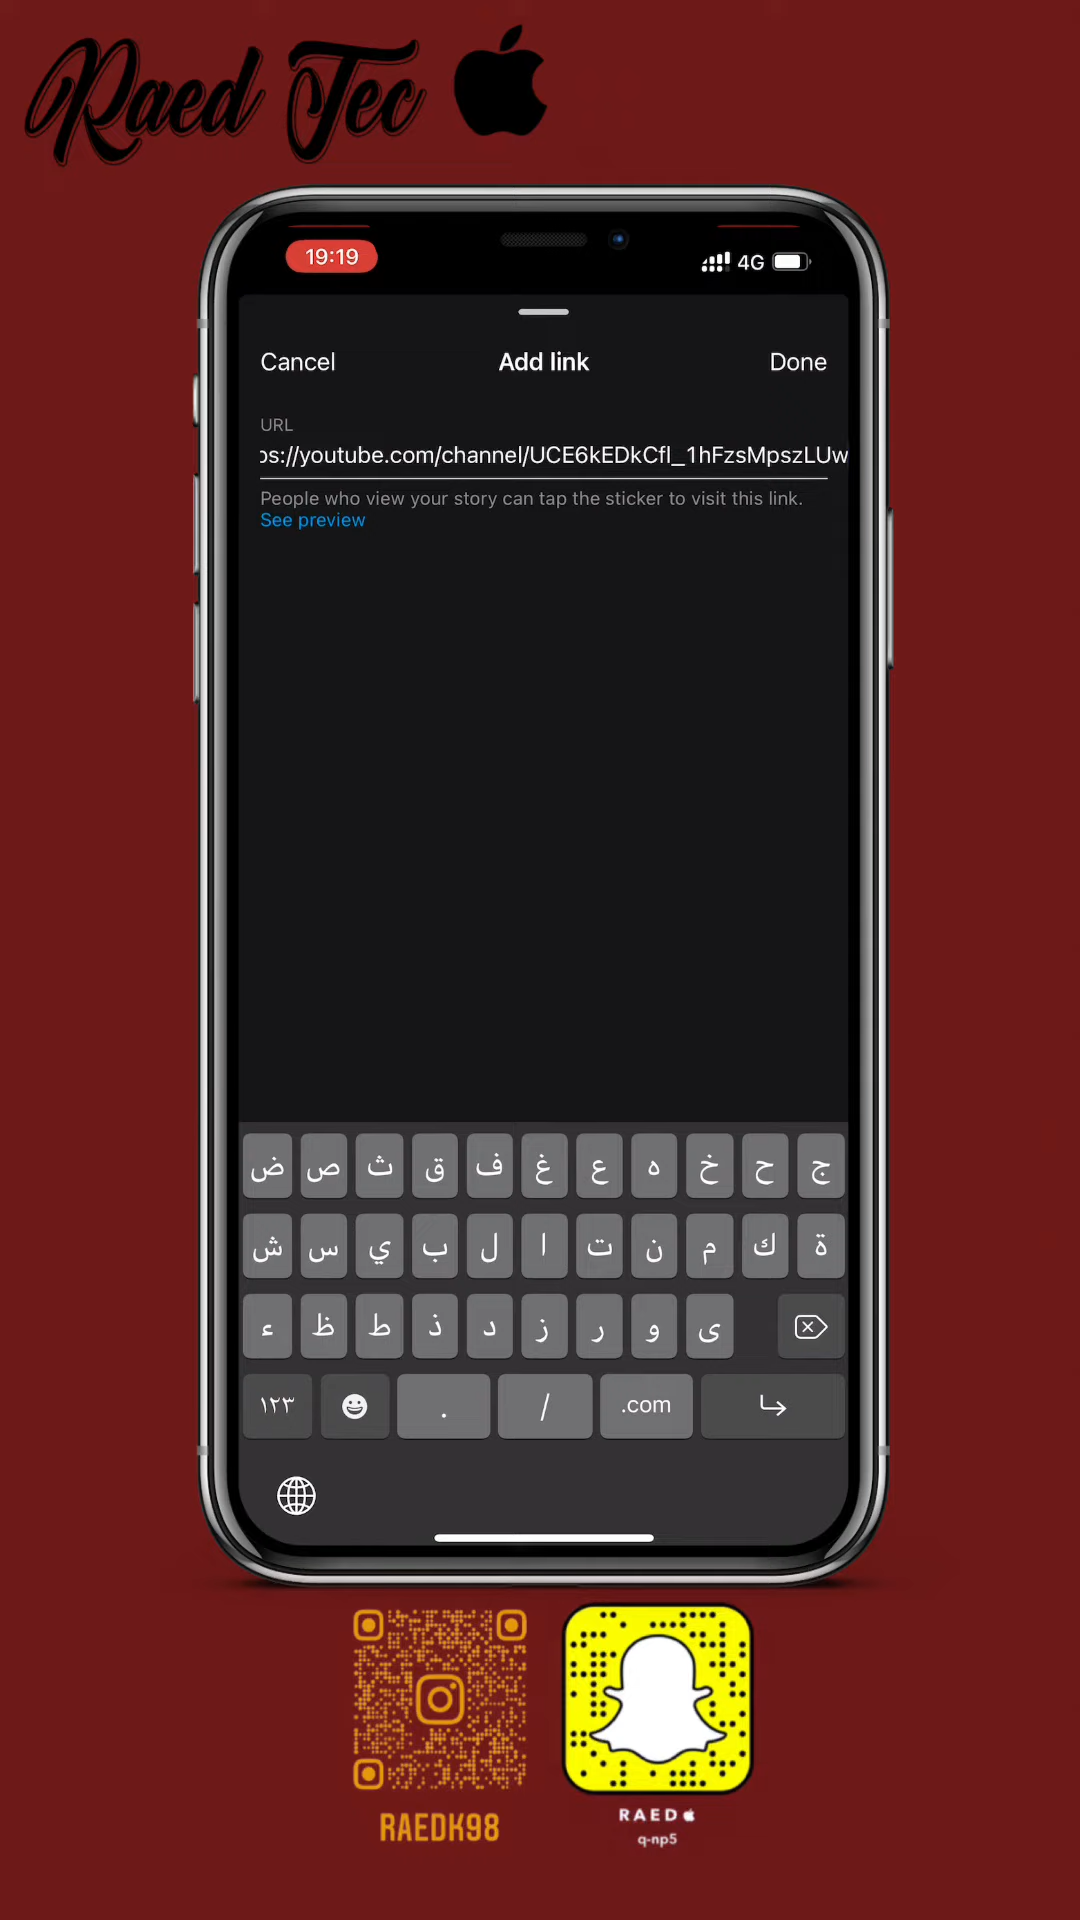 Raed Tec
19:19
4G
Cancel
Add link
Done
URL
ps://youtube.com/channel/UCE6kEDkCfl_1hFzsMpszLUw
People who view your story can tap the sticker to visit this link.
See preview
ض ص ث ق ف غ ع ه خ ح ج
ش س ي ب ل ا ت ن م ك ة
ء ظ ط ذ د ز ر و ى
١٢٣ . / .com
RAEDK98
RAED
q-np5